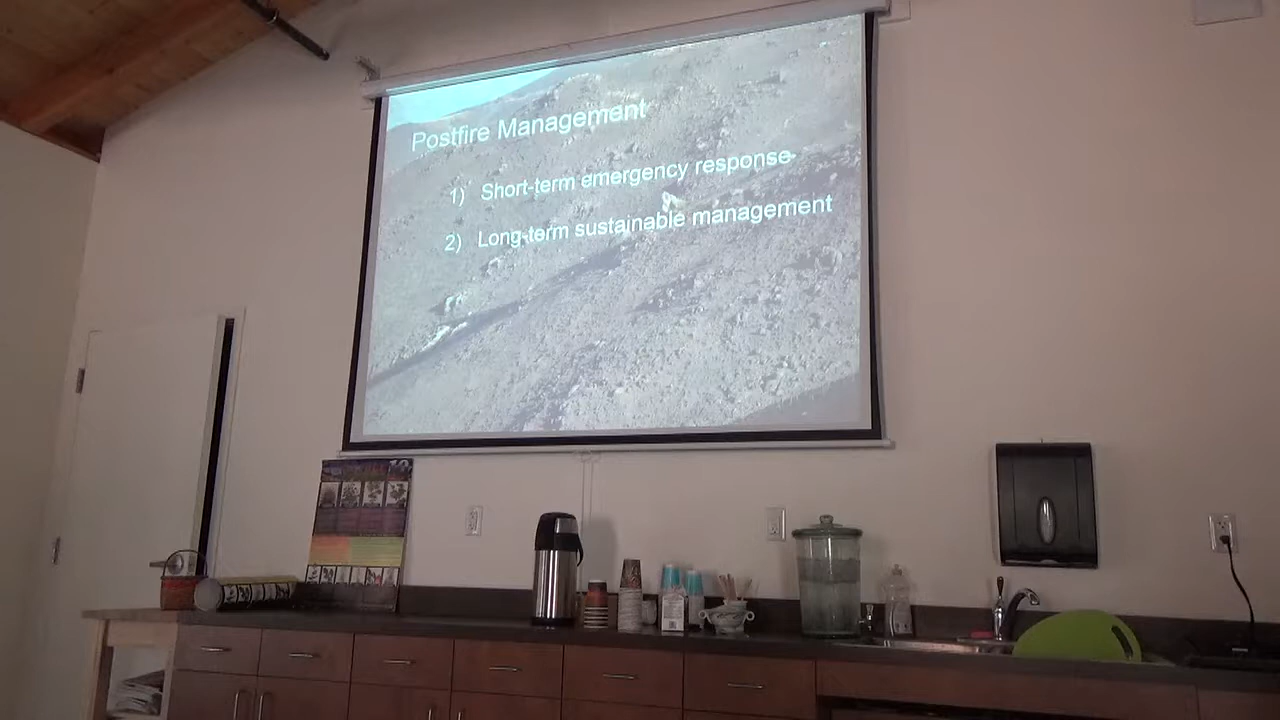 Postfire Management
1) Short-term emergency response
2) Long-term sustainable management